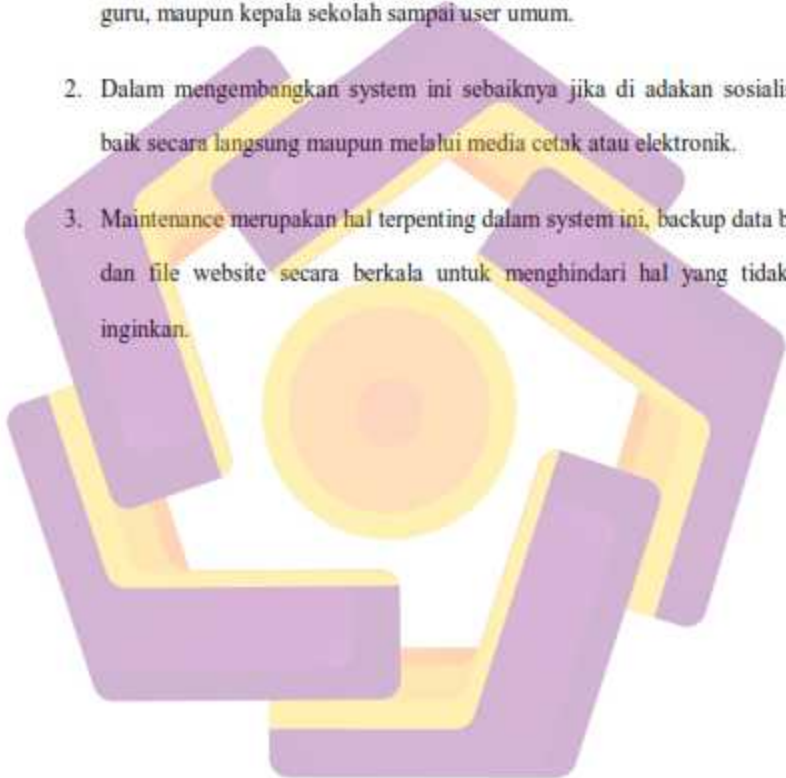 guru, maupun kepala sekolah sampai user umum.
2. Dalam mengembangkan system ini sebaiknya jika di adakan sosialis
baik secara langsung maupun melalui media cetak atau elektronik.
3. Maintenance merupakan hal terpenting dalam system ini, backup data b
dan file website secara berkala untuk menghindari hal yang tidak
inginkan.